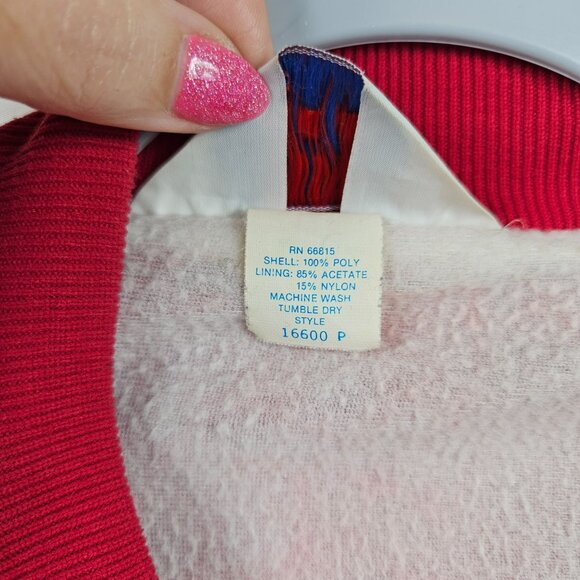 RN 66815
SHELL: 100% POLY
LINING: 85% ACETATE
15% NYLON
MACHINE WASH
TUMBLE DRY
STYLE
16600 P